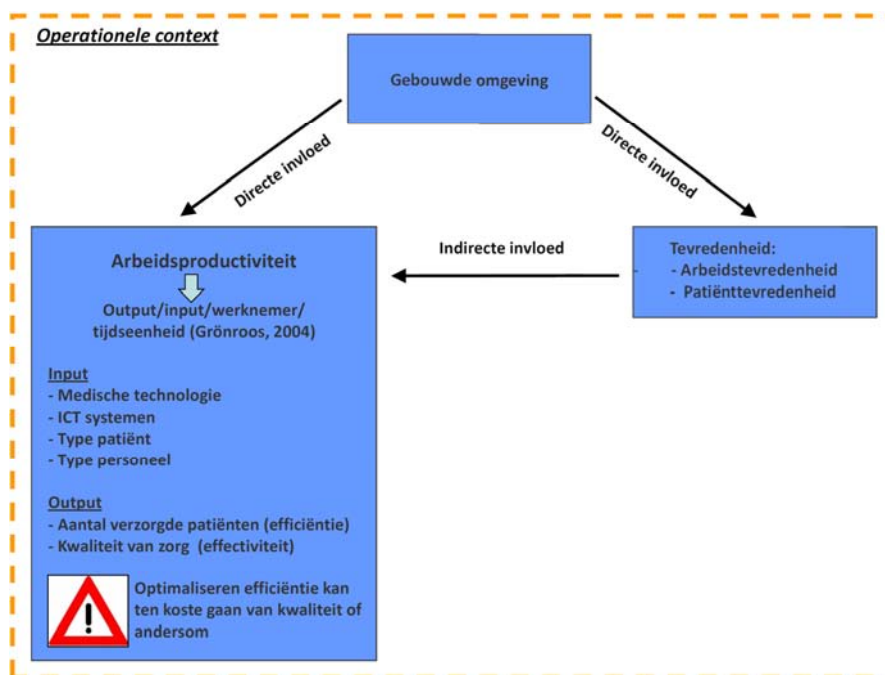 Operationele context
Gebouwde omgeving
Directe invloed
Directe invloed
Arbeidsproductiviteit
Output/input/werknemer/
tijdseenheid (Grönroos, 2004)
Input
- Medische technologie
- ICT systemen
- Type patiënt
- Type personeel
Output
- Aantal verzorgde patiënten (efficiëntie)
- Kwaliteit van zorg (effectiviteit)
!
Optimaliseren efficiëntie kan
ten koste gaan van kwaliteit of
andersom
Indirecte invloed
Tevredenheid:
- - Arbeidstevredenheid
- Patiënttevredenheid